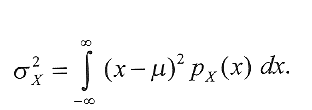 σ_X^2 = ∫_{-∞}^{∞} (x − μ)^2 p_X(x) dx.